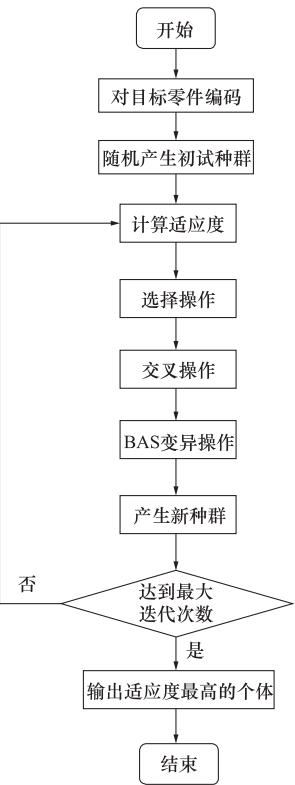 开始
对目标零件编码
随机产生初试种群
计算适应度
选择操作
交叉操作
BAS变异操作
产生新种群
达到最大
迭代次数
否
是
输出适应度最高的个体
结束